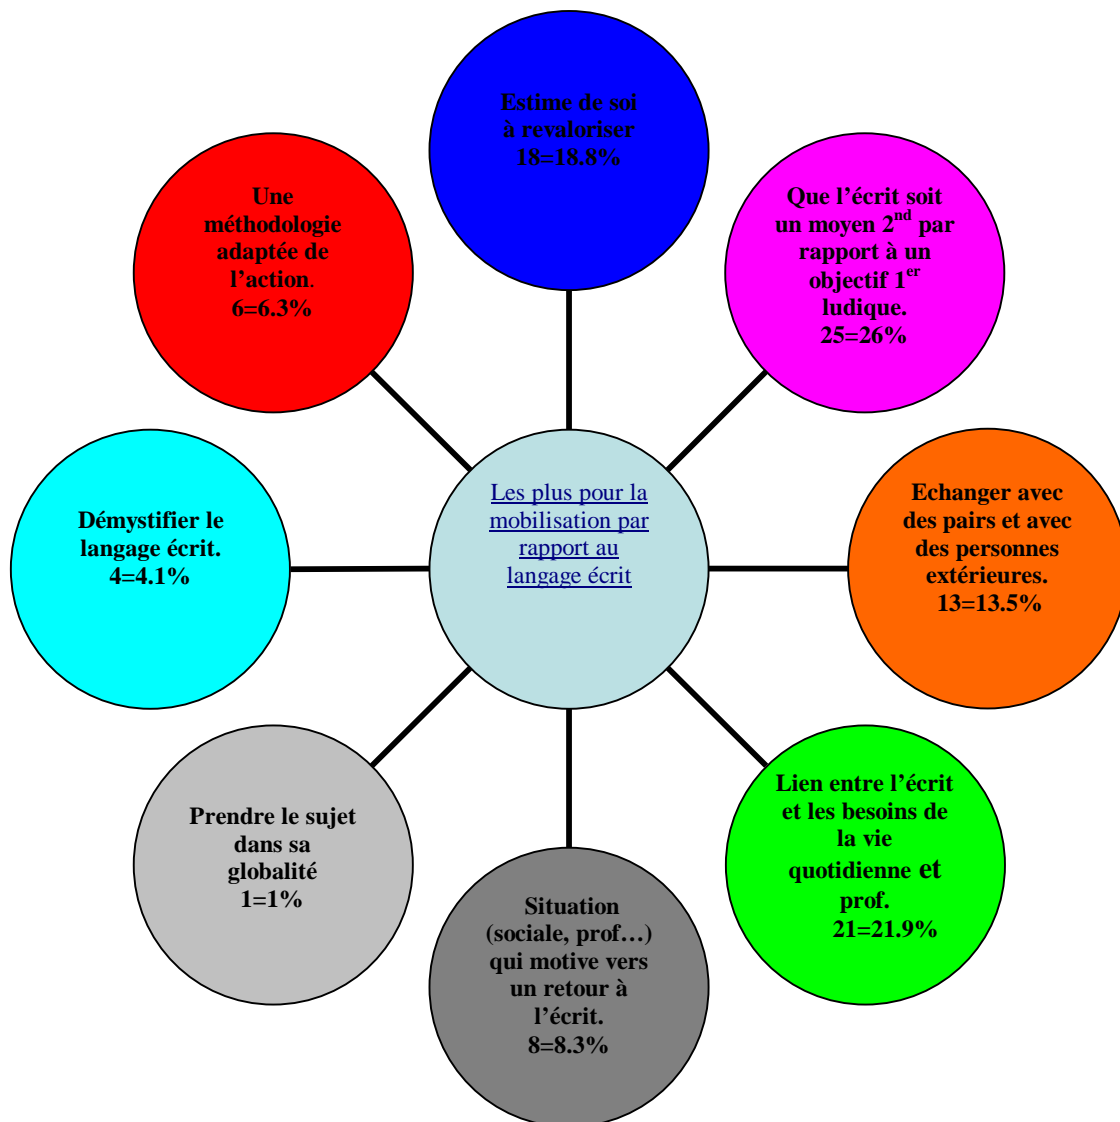 Estime de soi
à revaloriser
18=18.8%
Que l’écrit soit
un moyen 2nd par
rapport à un
objectif 1er
ludique.
25=26%
Echanger avec
des pairs et avec
des personnes
extérieures.
13=13.5%
Lien entre l’écrit
et les besoins de
la vie
quotidienne et
prof.
21=21.9%
Situation
(sociale, prof…)
qui motive vers
un retour à
l’écrit.
8=8.3%
Prendre le sujet
dans sa
globalité
1=1%
Démystifier le
langage écrit.
4=4.1%
Une
méthodologie
adaptée de
l’action.
6=6.3%
Les plus pour la
mobilisation par
rapport au
langage écrit